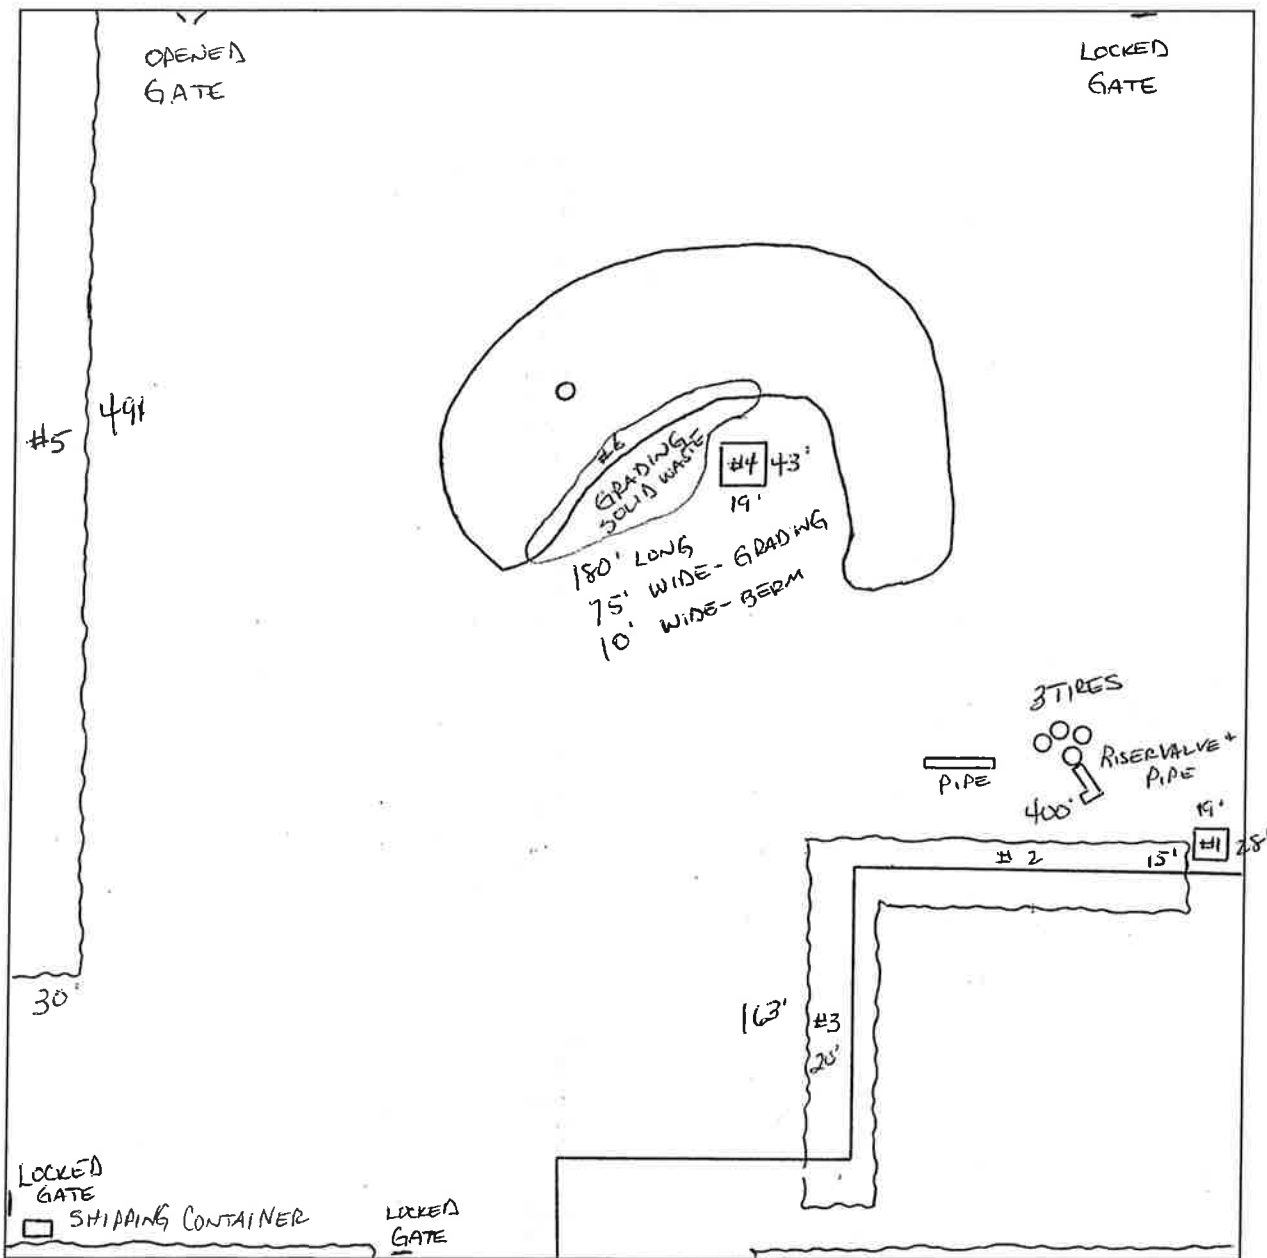 OPENED
GATE
LOCKED
GATE
#5
491
#6
GRADING
SOLID WASTE
#4
43'
19'
180' LONG
75' WIDE - GRADING
10' WIDE - BERM
3 TIRES
RISER VALVE +
PIPE
PIPE
400'
19'
#1
28'
# 2
15'
30'
163'
#3
20'
LOCKED
GATE
SHIPPING CONTAINER
LOCKED
GATE